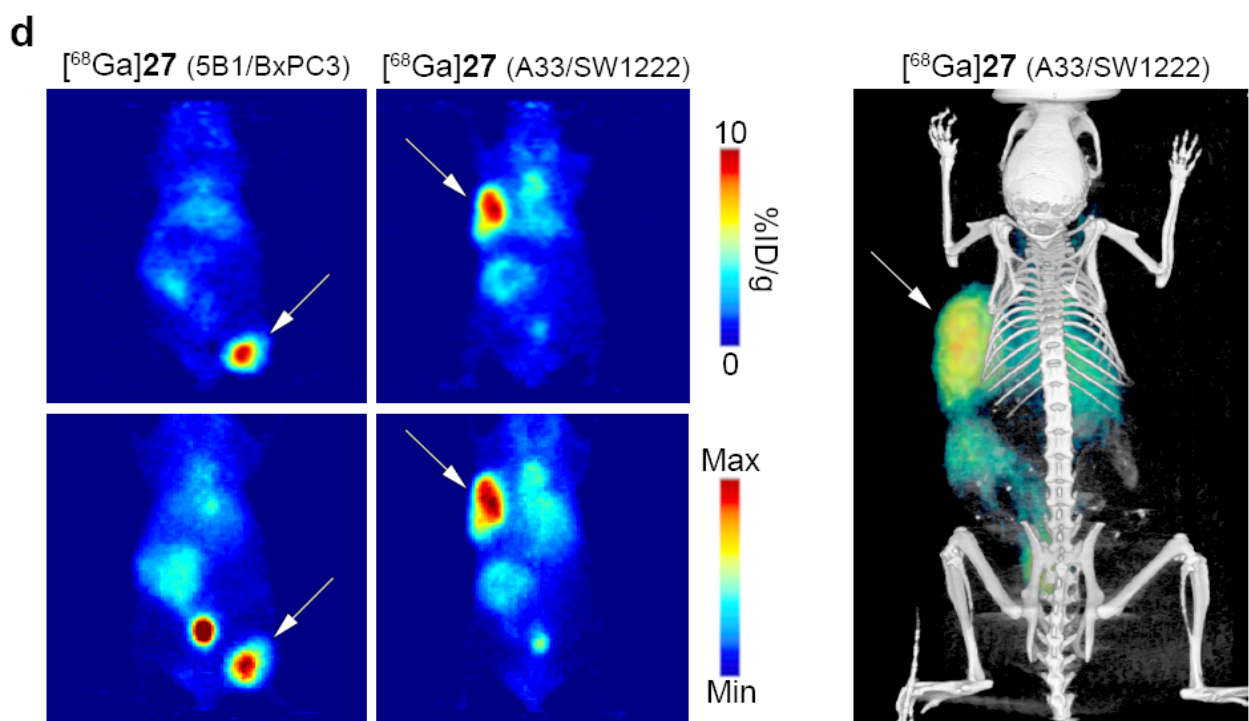 d
[⁶⁸Ga]27 (5B1/BxPC3)
[⁶⁸Ga]27 (A33/SW1222)
[⁶⁸Ga]27 (A33/SW1222)
10
%ID/g
0
Max
Min